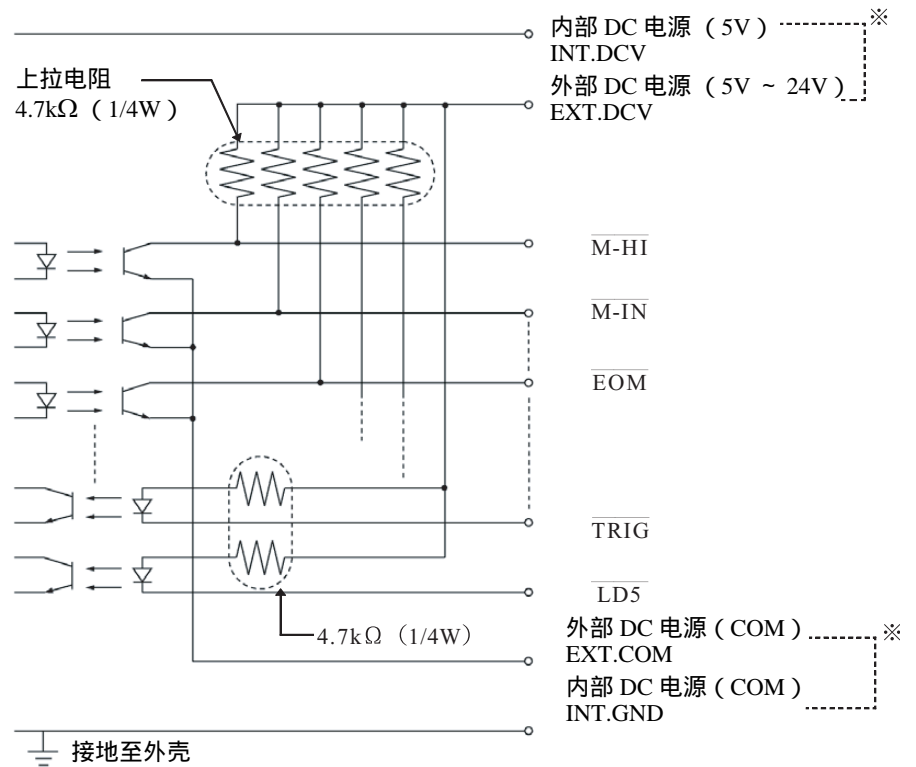 内部 DC 电源 （5V） ※
INT.DCV
上拉电阻
4.7kΩ （1/4W）
外部 DC 电源 （5V ~ 24V）
EXT.DCV
M-HI
M-IN
EOM
TRIG
LD5
4.7kΩ （1/4W）
外部 DC 电源（COM） ※
EXT.COM
内部 DC 电源（COM）
INT.GND
接地至外壳